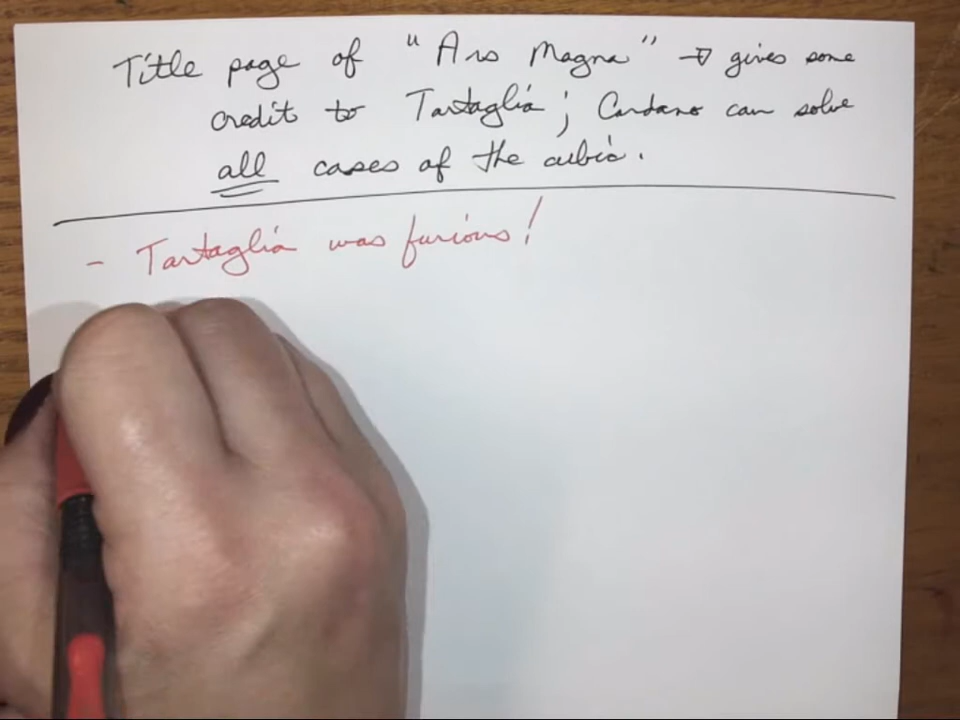 Title page of "Ars Magna" → gives some
credit to Tartaglia; Cardano can solve
all cases of the cubic.
- Tartaglia was furious!